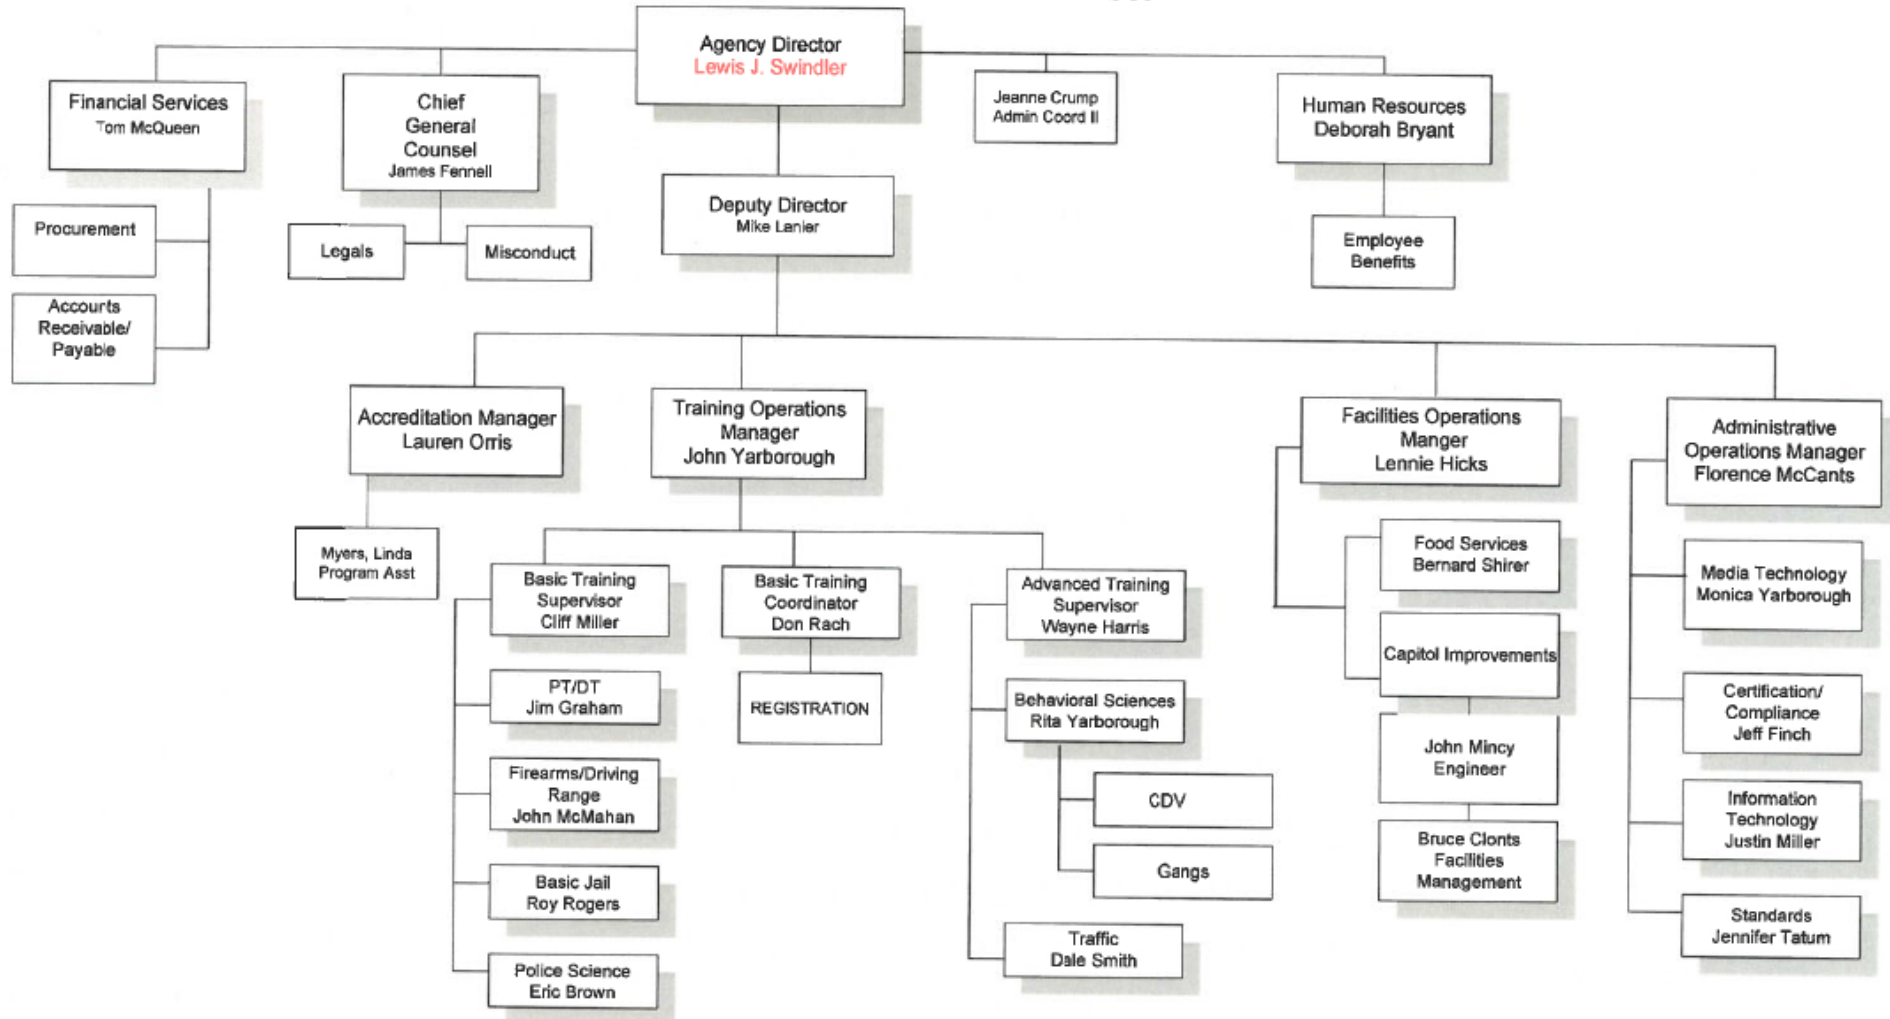 Agency Director
Lewis J. Swindler
Financial Services
Tom McQueen
Chief
General
Counsel
James Fennell
Jeanne Crump
Admin Coord II
Human Resources
Deborah Bryant
Deputy Director
Mike Lanier
Procurement
Legals
Misconduct
Employee
Benefits
Accounts
Receivable/
Payable
Accreditation Manager
Lauren Orris
Training Operations
Manager
John Yarborough
Facilities Operations
Manger
Lennie Hicks
Administrative
Operations Manager
Florence McCants
Myers, Linda
Program Asst
Basic Training
Supervisor
Cliff Miller
Basic Training
Coordinator
Don Rach
Advanced Training
Supervisor
Wayne Harris
Food Services
Bernard Shirer
Media Technology
Monica Yarborough
PT/DT
Jim Graham
REGISTRATION
Behavioral Sciences
Rita Yarborough
Capitol Improvements
Certification/
Compliance
Jeff Finch
Firearms/Driving
Range
John McMahan
CDV
John Mincy
Engineer
Information
Technology
Justin Miller
Basic Jail
Roy Rogers
Gangs
Bruce Clonts
Facilities
Management
Standards
Jennifer Tatum
Police Science
Eric Brown
Traffic
Dale Smith